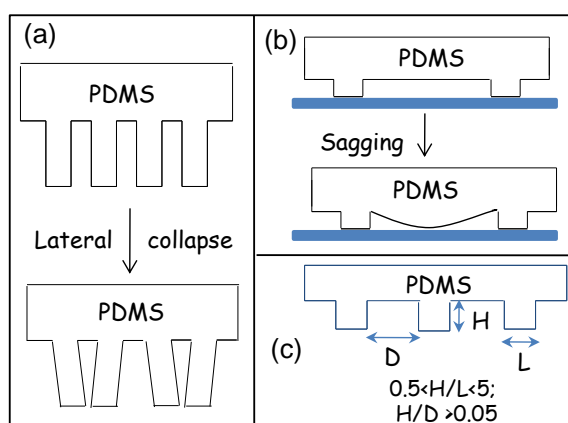 (a)
PDMS
Lateral collapse
PDMS
(b)
PDMS
Sagging
PDMS
PDMS
H
D
L
(c)
0.5<H/L<5;
H/D >0.05